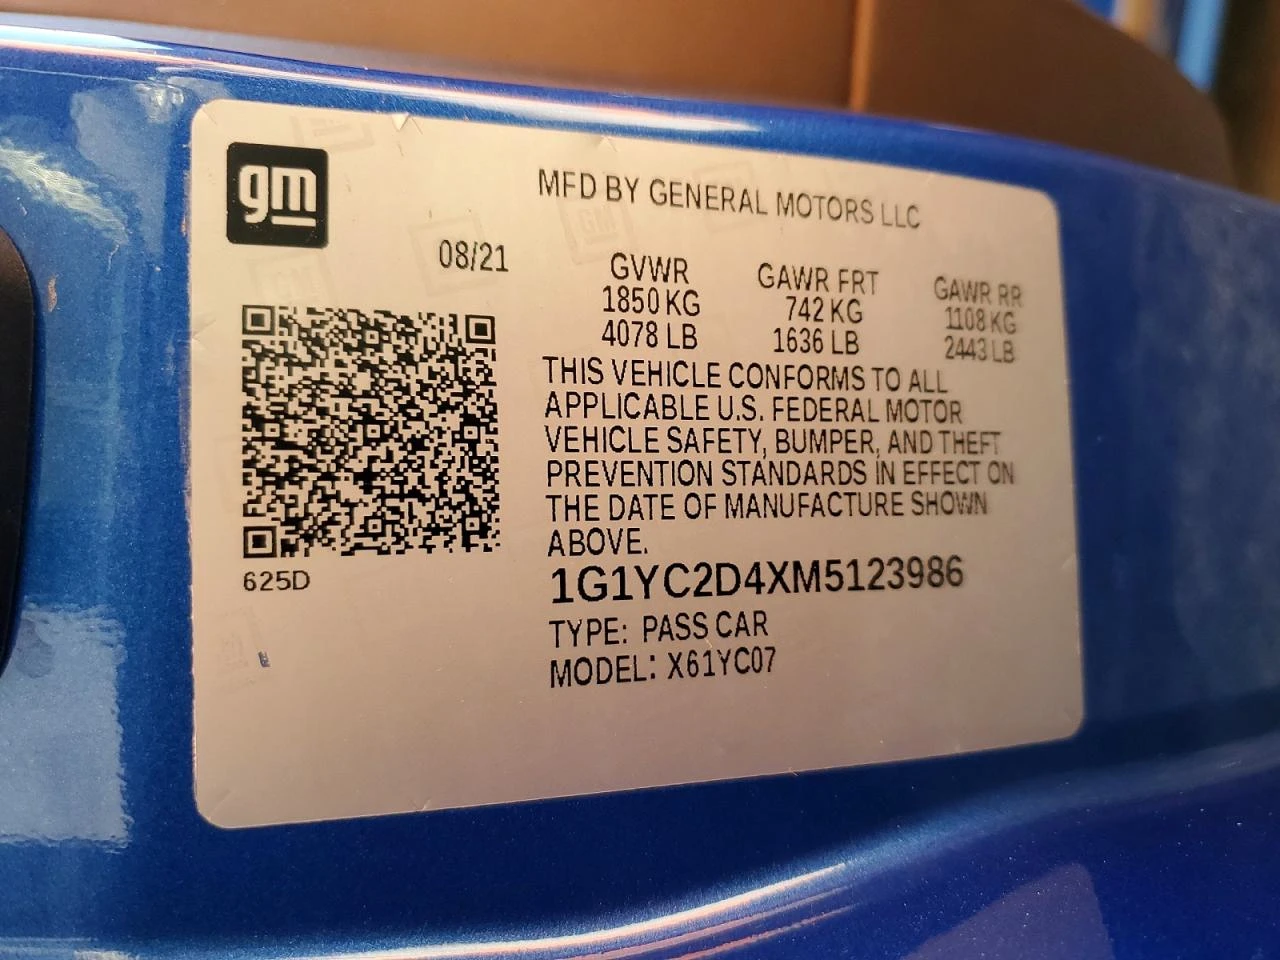 gm
MFD BY GENERAL MOTORS LLC
08/21
GVWR GAWR FRT GAWR RR
1850 KG 742 KG 1108 KG
4078 LB 1636 LB 2443 LB
THIS VEHICLE CONFORMS TO ALL
APPLICABLE U.S. FEDERAL MOTOR
VEHICLE SAFETY, BUMPER, AND THEFT
PREVENTION STANDARDS IN EFFECT ON
THE DATE OF MANUFACTURE SHOWN
ABOVE.
625D
1G1YC2D4XM5123986
TYPE: PASS CAR
MODEL: X61YC07